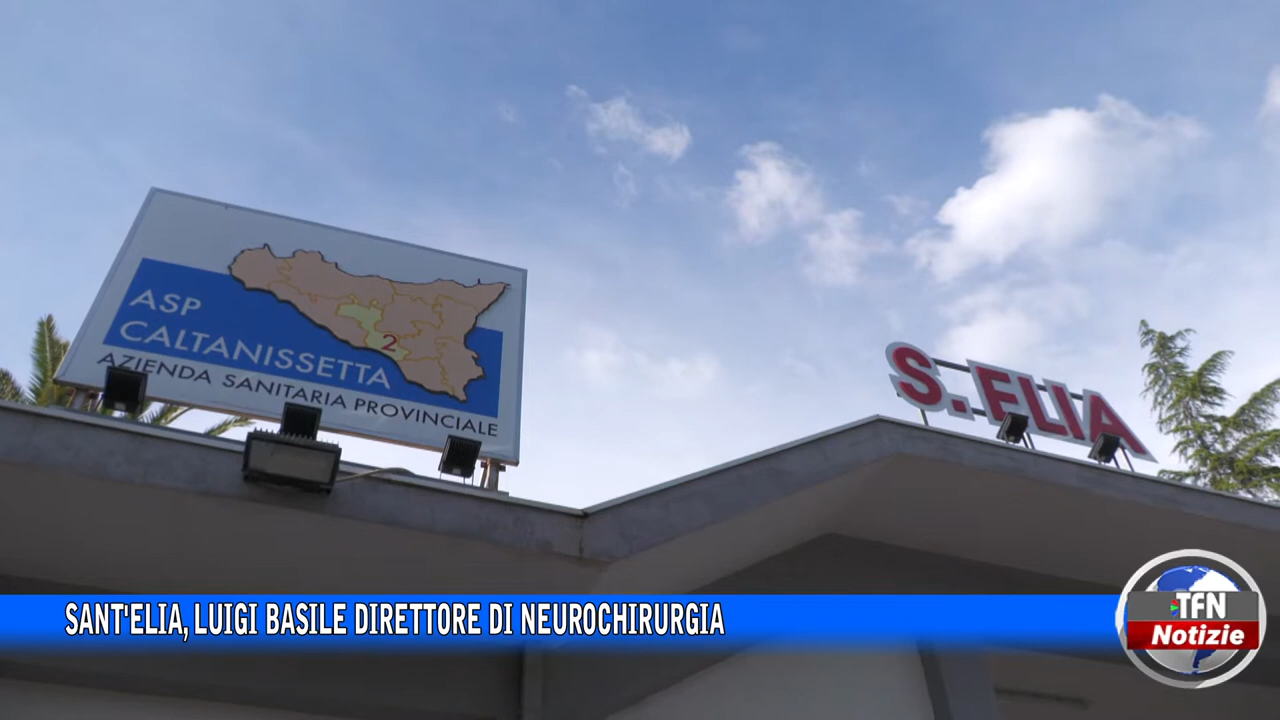 ASP
CALTANISSETTA
2
AZIENDA SANITARIA PROVINCIALE
S. ELIA
SANT'ELIA, LUIGI BASILE DIRETTORE DI NEUROCHIRURGIA
TFN
Notizie